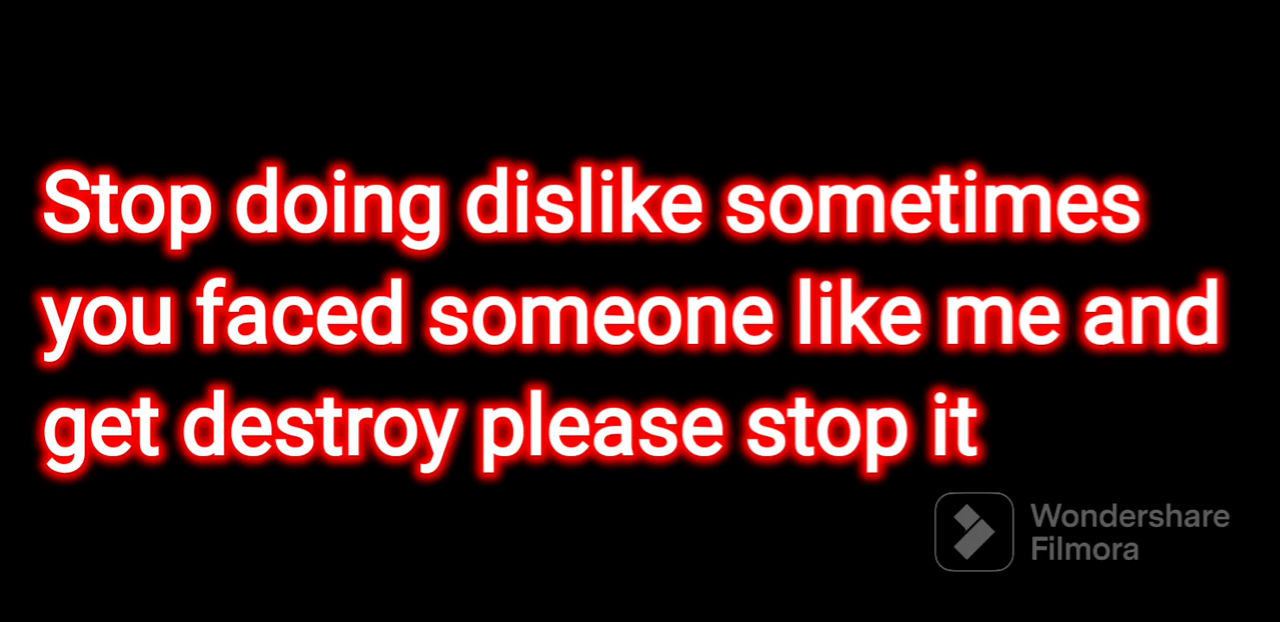 Stop doing dislike sometimes
you faced someone like me and
get destroy please stop it
Wondershare
Filmora